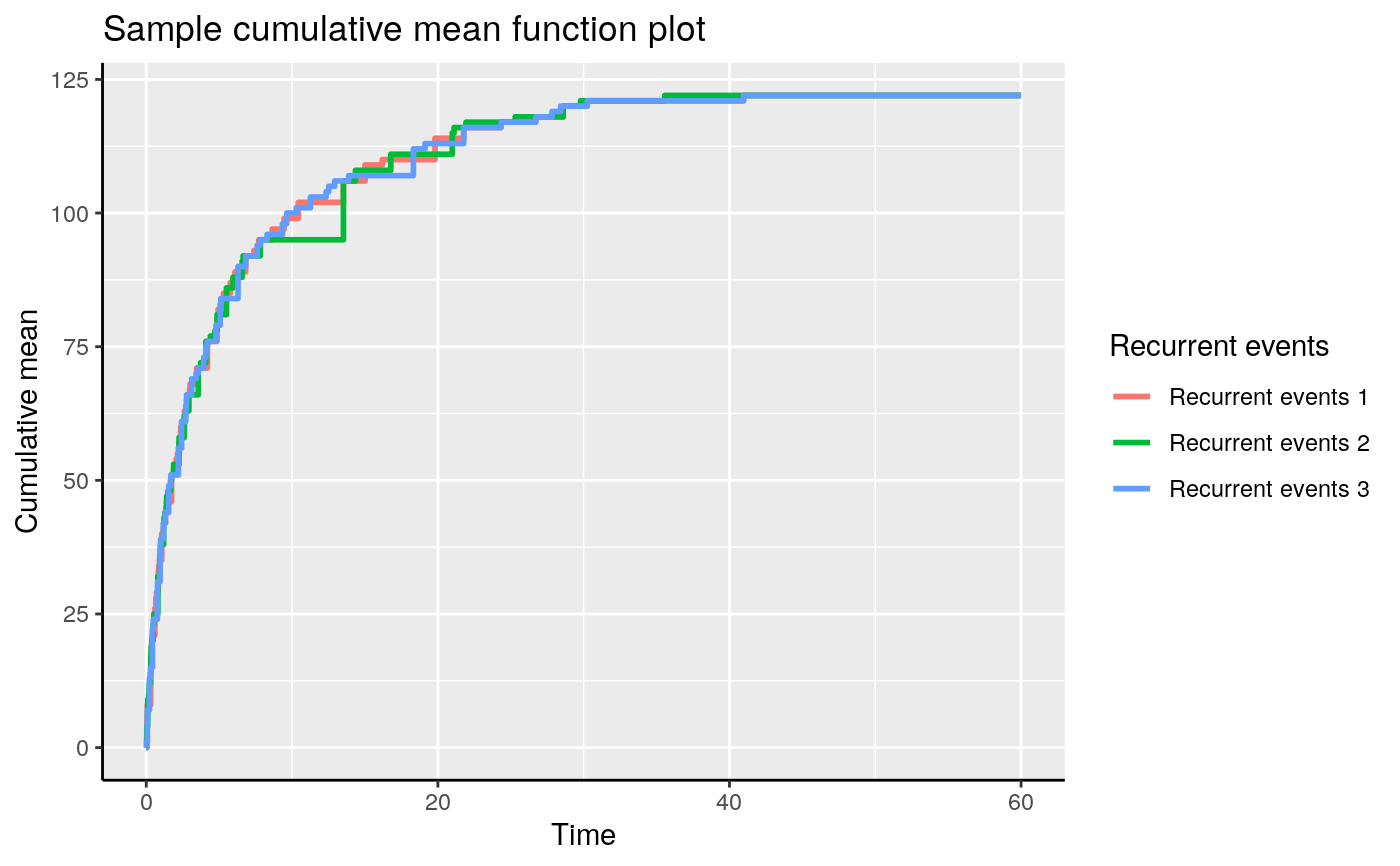 Sample cumulative mean function plot
125
100
75
50
25
0
Cumulative mean
0 20 40 60
Time
Recurrent events
Recurrent events 1
Recurrent events 2
Recurrent events 3